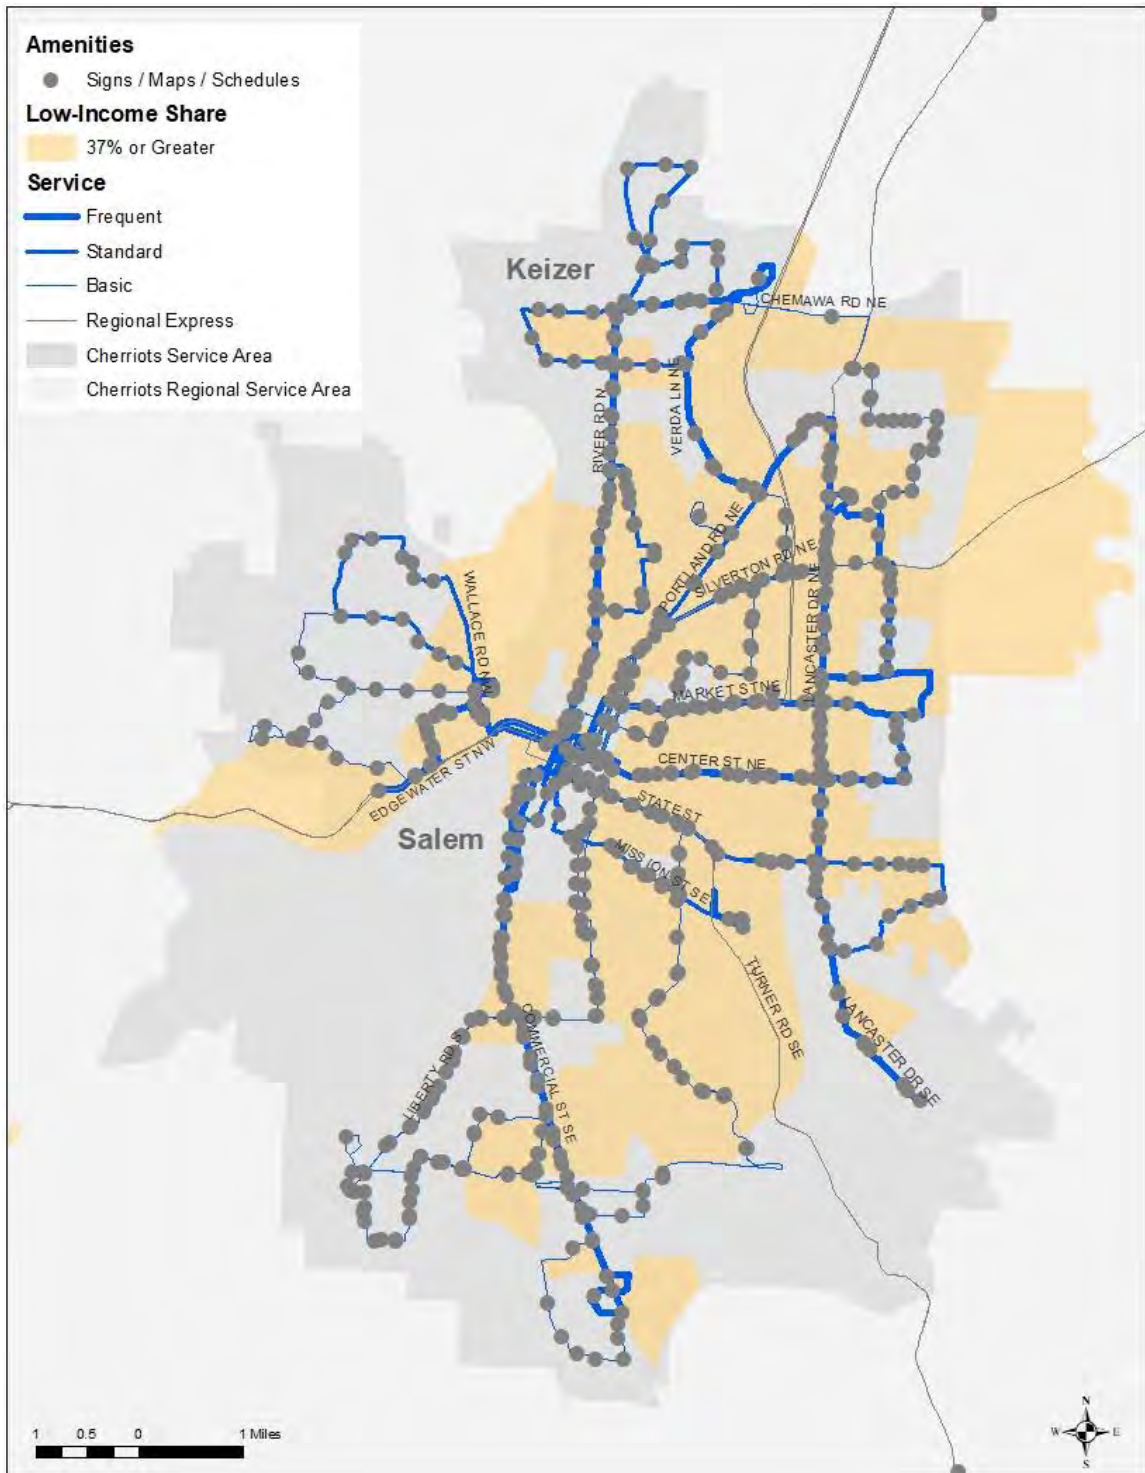 Amenities
Signs / Maps / Schedules
Low-Income Share
37% or Greater
Service
Frequent
Standard
Basic
Regional Express
Cherriots Service Area
Cherriots Regional Service Area
Keizer
CHEMAWA RD NE
RIVER RD N
VERDA LN NE
PORTLAND RD NE
SILVERTON RD NE
WALLACE RD NW
LANCASTER DR NE
MARKET ST NE
CENTER ST NE
EDGEWATER ST NW
STATE ST
Salem
MISSION ST SE
TURNER RD SE
LANCASTER DR SE
COMMERCIAL ST SE
LIBERTY RD S
1 0.5 0 1 Miles
N
W E
S